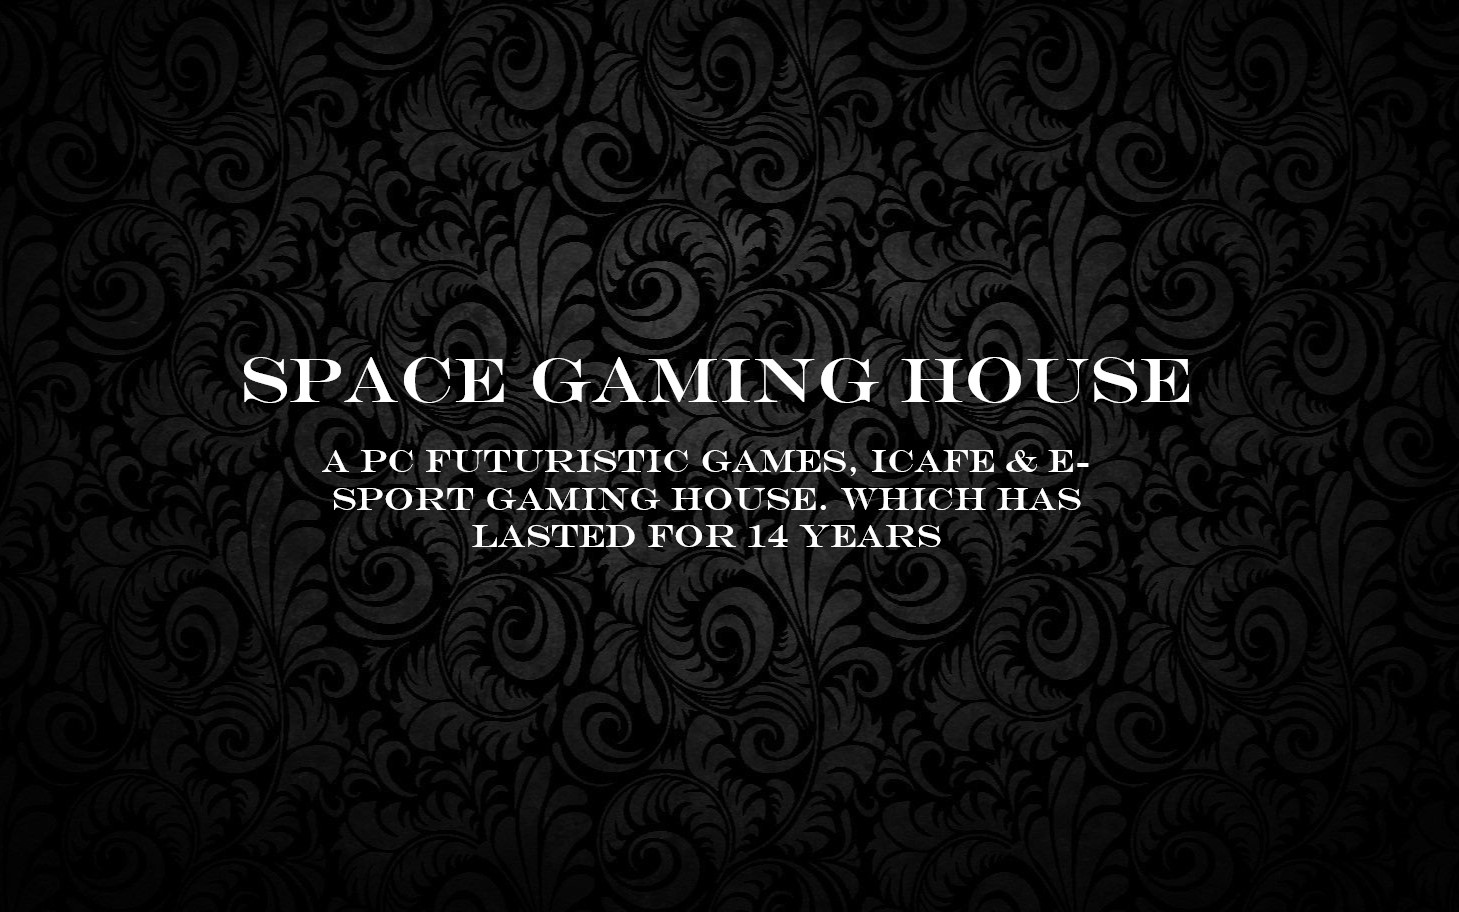 SPACE GAMING HOUSE
A PC FUTURISTIC GAMES, ICAFE & E-
SPORT GAMING HOUSE. WHICH HAS
LASTED FOR 14 YEARS